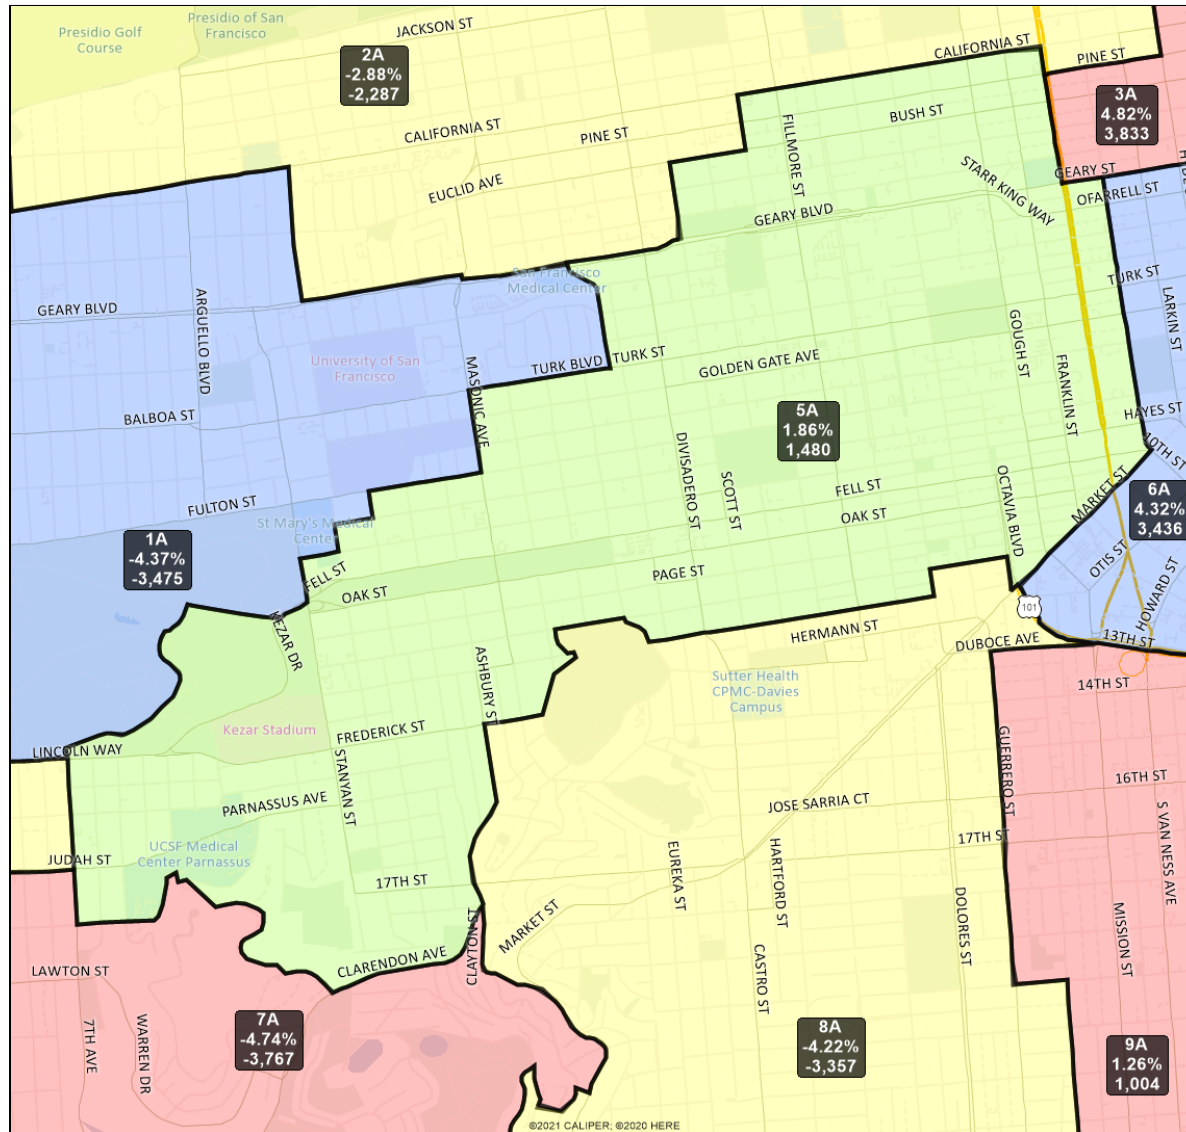 Presidio Golf
Course
Presidio of San
Francisco
JACKSON ST
CALIFORNIA ST
PINE ST
2A
-2.88%
-2,287
3A
4.82%
3,833
CALIFORNIA ST
PINE ST
FILLMORE ST
BUSH ST
EUCLID AVE
STARR KING WAY
GEARY ST
OFARRELL ST
GEARY BLVD
San Francisco
Medical Center
TURK ST
LARKIN ST
GEARY BLVD
ARGUELLO BLVD
University of San
Francisco
MASONIC AVE
TURK BLVD
TURK ST
GOLDEN GATE AVE
GOUGH ST
FRANKLIN ST
BALBOA ST
5A
1.86%
1,480
HAYES ST
10TH ST
DIVISADERO ST
SCOTT ST
FELL ST
OAK ST
OCTAVIA BLVD
MARKET ST
6A
4.32%
3,436
FULTON ST
St Mary's Medical
Center
1A
-4.37%
-3,475
FELL ST
OAK ST
PAGE ST
OTIS ST
HOWARD ST
101
KEZAR DR
HERMANN ST
DUBOCE AVE
13TH ST
ASHBURY ST
Sutter Health
CPMC-Davies
Campus
14TH ST
Kezar Stadium
FREDERICK ST
LINCOLN WAY
STANYAN ST
GUERRERO ST
16TH ST
PARNASSUS AVE
JOSE SARRIA CT
S VAN NESS AVE
UCSF Medical
Center Parnassus
JUDAH ST
EUREKA ST
HARTFORD ST
17TH ST
17TH ST
DOLORES ST
MISSION ST
MARKET ST
CLAYTON ST
CLARENDON AVE
LAWTON ST
CASTRO ST
7TH AVE
WARREN DR
7A
-4.74%
-3,767
8A
-4.22%
-3,357
9A
1.26%
1,004
©2021 CALIPER; ©2020 HERE